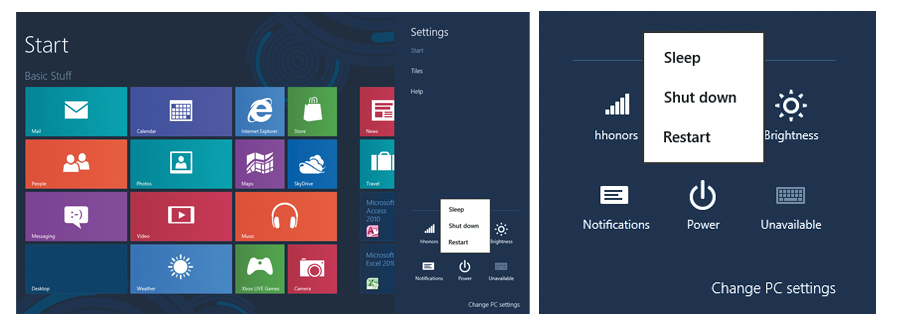 Start
Basic Stuff
Mail
Calendar
Internet Explorer
Store
News
People
Photos
Maps
SkyDrive
Travel
Messaging
Video
Music
Microsoft
Access
2010
Desktop
Weather
Xbox LIVE Games
Camera
Microsoft
Excel 2010
Settings
Start
Tiles
Help
Sleep
Shut down
Restart
hhonors
Brightness
Notifications
Power
Unavailable
Change PC settings
Sleep
Shut down
Restart
hhonors
Brightness
Notifications
Power
Unavailable
Change PC settings